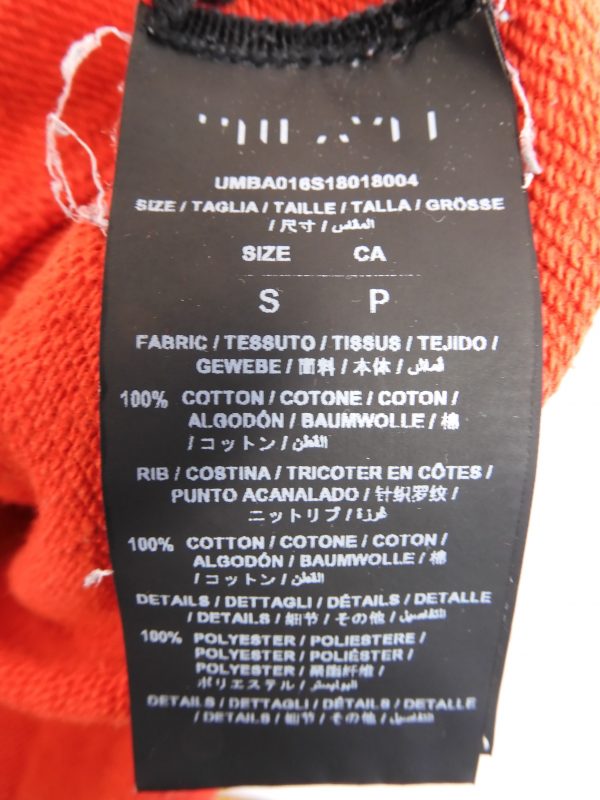 UMBA016S18018004
SIZE / TAGLIA / TAILLE / TALLA / GRÖSSE
/ 尺寸 / المقاس /
SIZE CA
S P
FABRIC / TESSUTO / TISSUS / TEJIDO /
GEWEBE / 面料 / 本体 / أقمشة /
100% COTTON / COTONE / COTON /
ALGODÓN / BAUMWOLLE / 棉
/ コットン / القطن /
RIB / COSTINA / TRICOTER EN CÔTES /
PUNTO ACANALADO / 针织罗纹 /
ニットリブ / غرزة /
100% COTTON / COTONE / COTON /
ALGODÓN / BAUMWOLLE / 棉
/ コットン / القطن /
DETAILS / DETTAGLI / DÉTAILS / DETALLE
/ DETAILS / 细节 / その他 / التفاصيل /
100% POLYESTER / POLIESTERE /
POLYESTER / POLIÉSTER /
POLYESTER / 聚酯纤维 /
ポリエステル / البوليستر /
DETAILS / DETTAGLI / DÉTAILS / DETALLE
/ DETAILS / 细节 / その他 / التفاصيل /